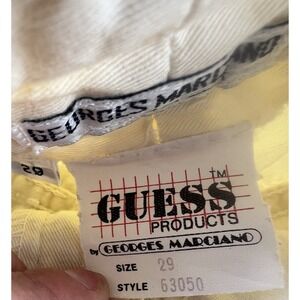 GEORGES MARCIANO
29
GUESS TM
PRODUCTS
by GEORGES MARCIANO
SIZE 29
STYLE 63050